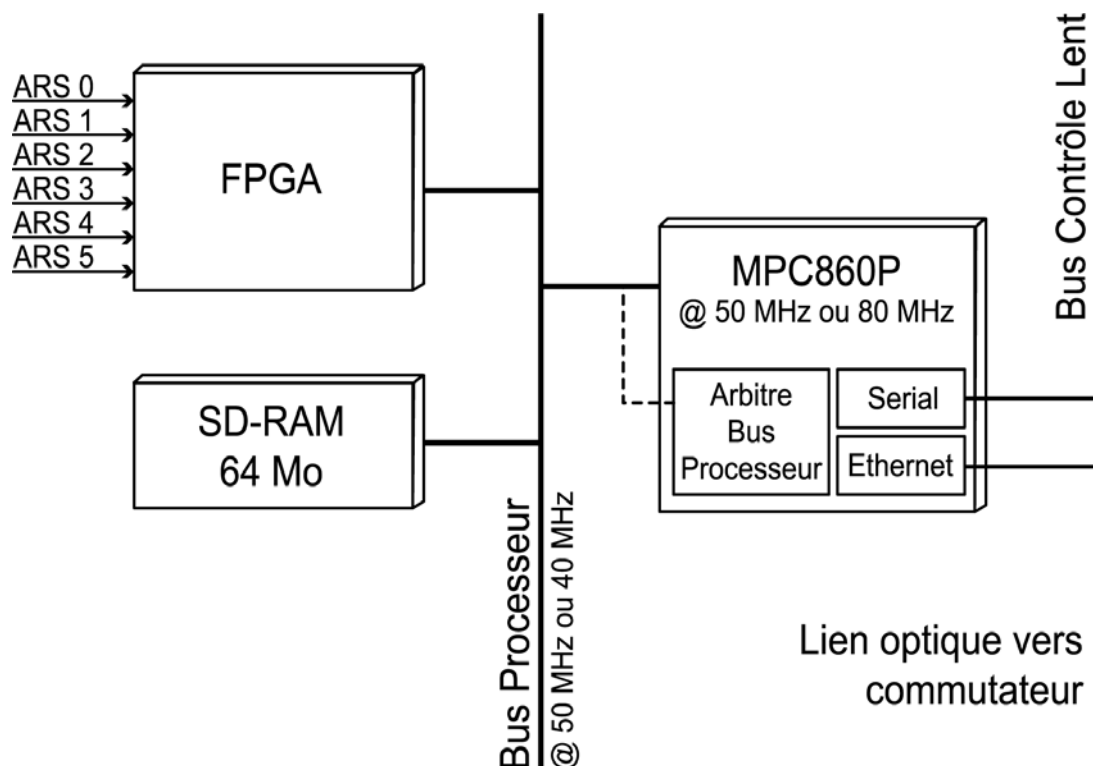 ARS 0
ARS 1
ARS 2
ARS 3
ARS 4
ARS 5
FPGA
SD-RAM
64 Mo
Bus Processeur
@ 50 MHz ou 40 MHz
MPC860P
@ 50 MHz ou 80 MHz
Arbitre
Bus
Processeur
Serial
Ethernet
Bus Contrôle Lent
Lien optique vers
commutateur